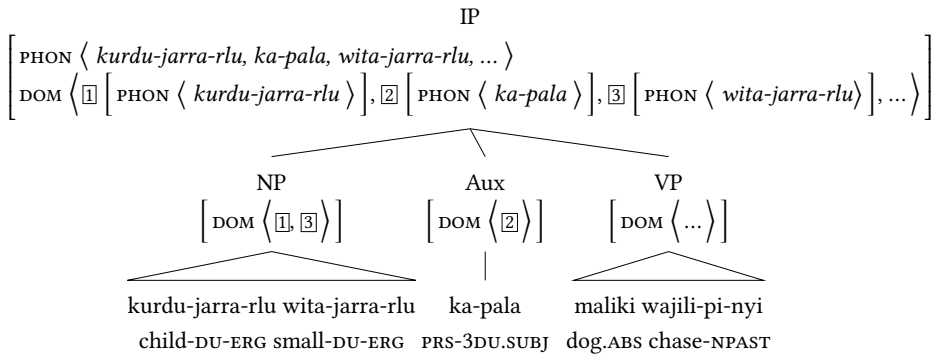 IP
[PHON ⟨ kurdu-jarra-rlu, ka-pala, wita-jarra-rlu, … ⟩
DOM ⟨ 1 [ PHON ⟨ kurdu-jarra-rlu ⟩ ], 2 [ PHON ⟨ ka-pala ⟩ ], 3 [ PHON ⟨ wita-jarra-rlu⟩ ], … ⟩]
NP Aux VP
[ DOM ⟨ 1, 3 ⟩ ] [ DOM ⟨ 2 ⟩ ] [ DOM ⟨ … ⟩ ]
kurdu-jarra-rlu wita-jarra-rlu ka-pala maliki wajili-pi-nyi
child-DU-ERG small-DU-ERG PRS-3DU.SUBJ dog.ABS chase-NPAST